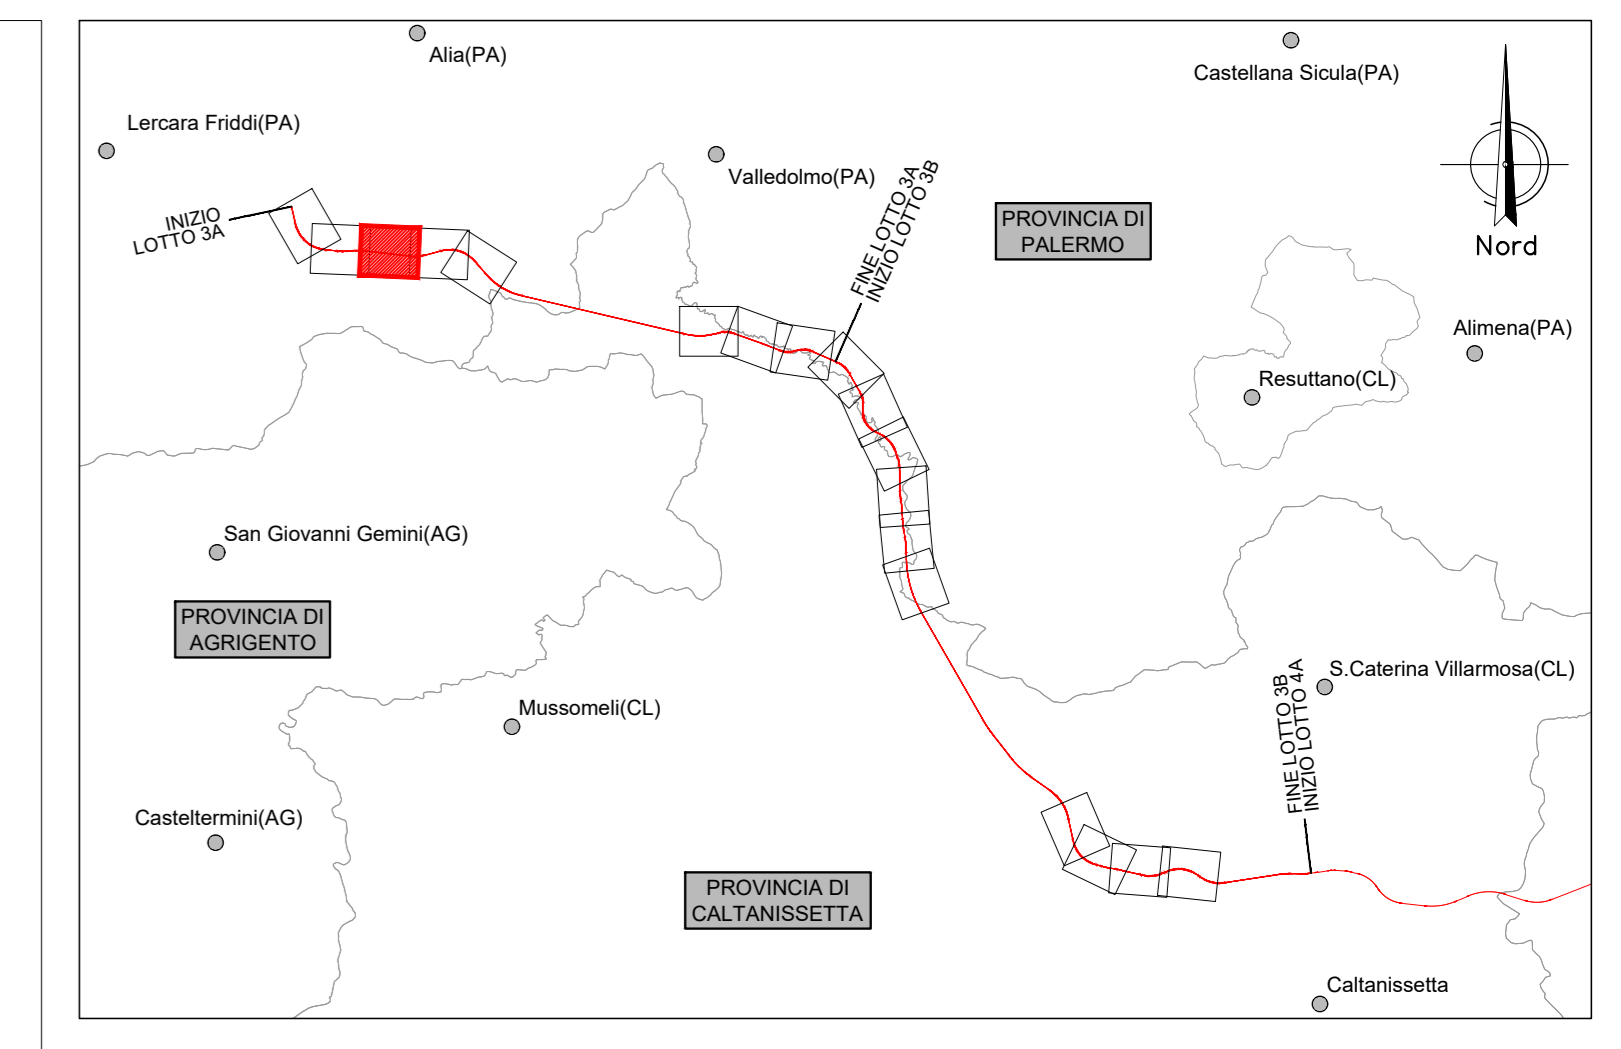 Alia(PA)
Castellana Sicula(PA)
Lercara Friddi(PA)
Valledolmo(PA)
INIZIO
LOTTO 3A
FINE LOTTO 3A
INIZIO LOTTO 3B
PROVINCIA DI
PALERMO
Nord
Alimena(PA)
Resuttano(CL)
San Giovanni Gemini(AG)
PROVINCIA DI
AGRIGENTO
S.Caterina Villarmosa(CL)
Mussomeli(CL)
FINE LOTTO 3B
INIZIO LOTTO 4A
Casteltermini(AG)
PROVINCIA DI
CALTANISSETTA
Caltanissetta